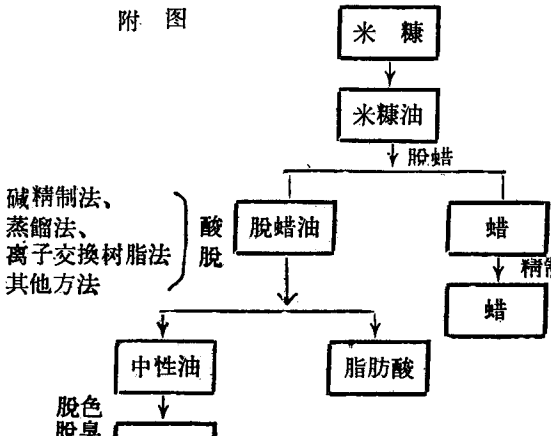 附 图
米 糠
米糠油
脱蜡
碱精制法、
蒸餾法、
离子交換树脂法
其他方法
酸
脱
脱蜡油
蜡
精制
蜡
中性油
脂肪酸
脱色
脱臭